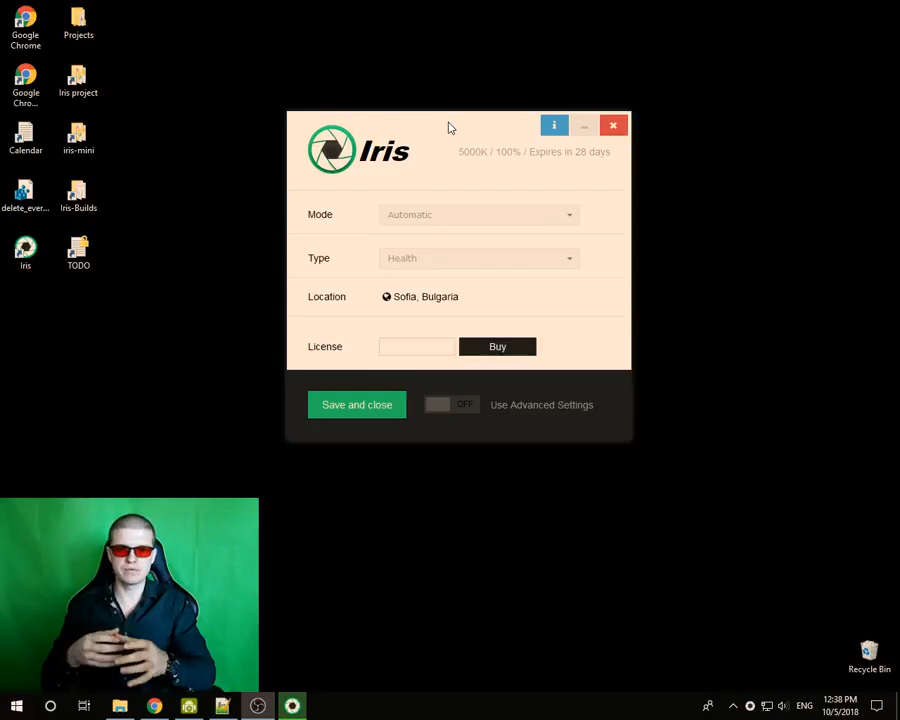 Google
Chrome
Projects
Google
Chro...
Iris project
Calendar
iris-mini
delete_ever...
Iris-Builds
Iris
TODO
Iris
5000K / 100% / Expires in 28 days
Mode
Automatic
Type
Health
Location
Sofia, Bulgaria
License
Buy
Save and close
OFF
Use Advanced Settings
Recycle Bin
ENG
12:38 PM
10/5/2018